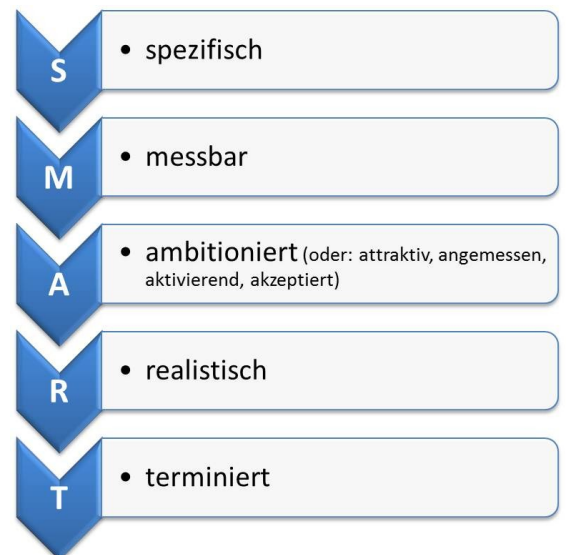 S
• spezifisch
M
• messbar
A
• ambitioniert (oder: attraktiv, angemessen,
aktivierend, akzeptiert)
R
• realistisch
T
• terminiert